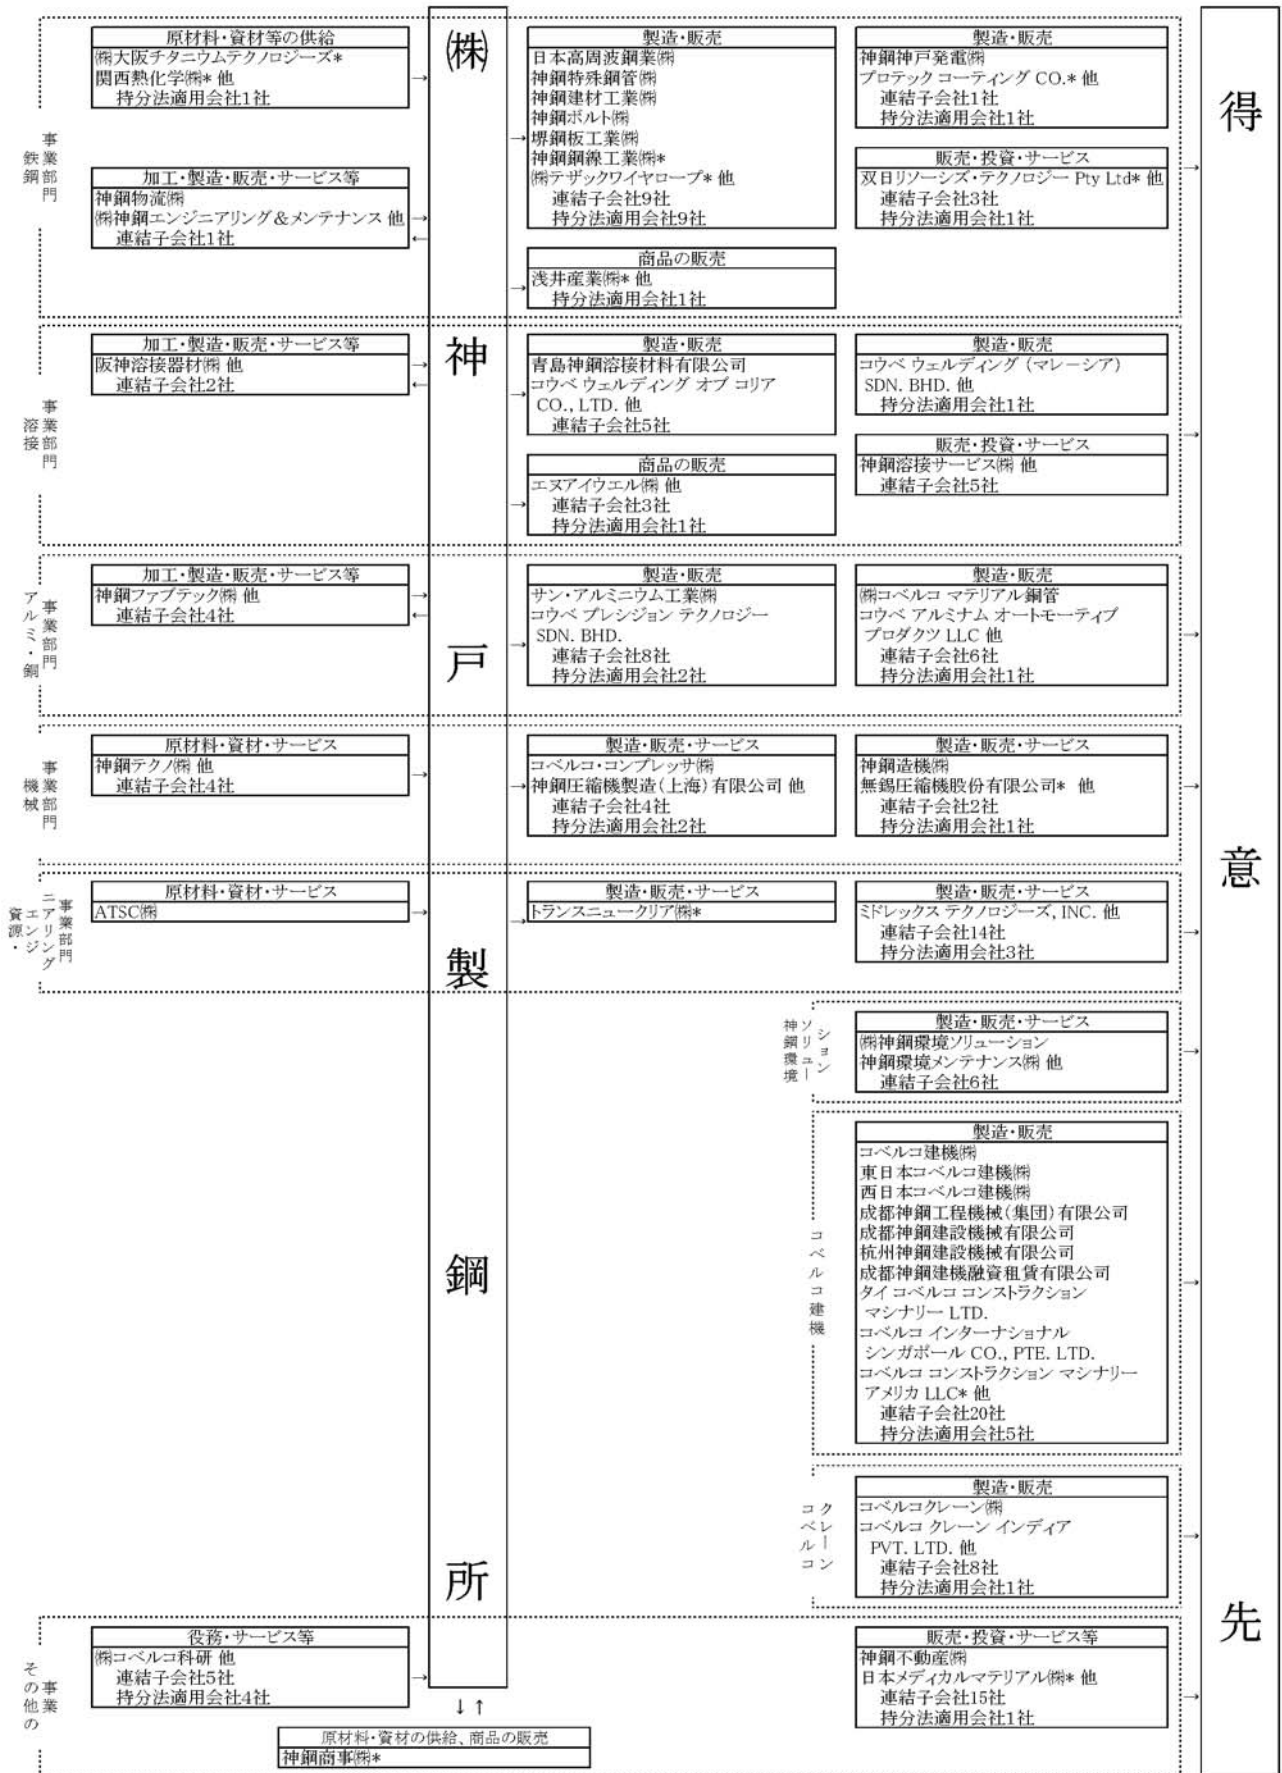 ㈱神戸製鋼所
得意先
鉄鋼事業部門
原材料・資材等の供給
㈱大阪チタニウムテクノロジーズ*
関西熱化学㈱* 他
持分法適用会社1社
→
加工・製造・販売・サービス等
神鋼物流㈱
㈱神鋼エンジニアリング&メンテナンス 他
連結子会社1社
→
←
製造・販売
日本高周波鋼業㈱
神鋼特殊鋼管㈱
神鋼建材工業㈱
神鋼ボルト㈱
堺鋼板工業㈱
神鋼鋼線工業㈱*
㈱テザックワイヤロープ* 他
連結子会社9社
持分法適用会社9社
→
商品の販売
浅井産業㈱* 他
持分法適用会社1社
→
製造・販売
神鋼神戸発電㈱
プロテック コーティング CO.* 他
連結子会社1社
持分法適用会社1社
販売・投資・サービス
双日リソーシズ・テクノロジー Pty Ltd* 他
連結子会社3社
持分法適用会社1社
→
溶接事業部門
加工・製造・販売・サービス等
阪神溶接器材㈱ 他
連結子会社2社
→
←
製造・販売
青島神鋼溶接材料有限公司
コウベ ウェルディング オブ コリア
CO., LTD. 他
連結子会社5社
→
商品の販売
エヌアイウエル㈱ 他
連結子会社3社
持分法適用会社1社
→
製造・販売
コウベ ウェルディング (マレーシア)
SDN. BHD. 他
持分法適用会社1社
販売・投資・サービス
神鋼溶接サービス㈱ 他
連結子会社5社
→
アルミ・銅事業部門
加工・製造・販売・サービス等
神鋼ファブテック㈱ 他
連結子会社4社
→
←
製造・販売
サン・アルミニウム工業㈱
コウベ プレシジョン テクノロジー
SDN. BHD.
連結子会社8社
持分法適用会社2社
→
製造・販売
㈱コベルコ マテリアル銅管
コウベ アルミナム オートモーティブ
プロダクツ LLC 他
連結子会社6社
持分法適用会社1社
→
機械事業部門
原材料・資材・サービス
神鋼テクノ㈱ 他
連結子会社4社
→
製造・販売・サービス
コベルコ・コンプレッサ㈱
神鋼圧縮機製造(上海)有限公司 他
連結子会社4社
持分法適用会社2社
→
製造・販売・サービス
神鋼造機㈱
無錫圧縮機股份有限公司* 他
連結子会社2社
持分法適用会社1社
→
資源・エンジニアリング事業部門
原材料・資材・サービス
ATSC㈱
→
製造・販売・サービス
トランスニュークリア㈱*
→
製造・販売・サービス
ミドレックス テクノロジーズ, INC. 他
連結子会社14社
持分法適用会社3社
→
神鋼環境ソリューション
製造・販売・サービス
㈱神鋼環境ソリューション
神鋼環境メンテナンス㈱ 他
連結子会社6社
→
コベルコ建機
製造・販売
コベルコ建機㈱
東日本コベルコ建機㈱
西日本コベルコ建機㈱
成都神鋼工程機械(集団)有限公司
成都神鋼建設機械有限公司
杭州神鋼建設機械有限公司
成都神鋼建機融資租賃有限公司
タイ コベルコ コンストラクション
マシナリー LTD.
コベルコ インターナショナル
シンガポール CO., PTE. LTD.
コベルコ コンストラクション マシナリー
アメリカ LLC* 他
連結子会社20社
持分法適用会社5社
→
コベルコクレーン
製造・販売
コベルコクレーン㈱
コベルコ クレーン インディア
PVT. LTD. 他
連結子会社8社
持分法適用会社1社
→
その他の事業
役務・サービス等
㈱コベルコ科研 他
連結子会社5社
持分法適用会社4社
→
販売・投資・サービス等
神鋼不動産㈱
日本メディカルマテリアル㈱* 他
連結子会社15社
持分法適用会社1社
→
↓↑
原材料・資材の供給、商品の販売
神鋼商事㈱*